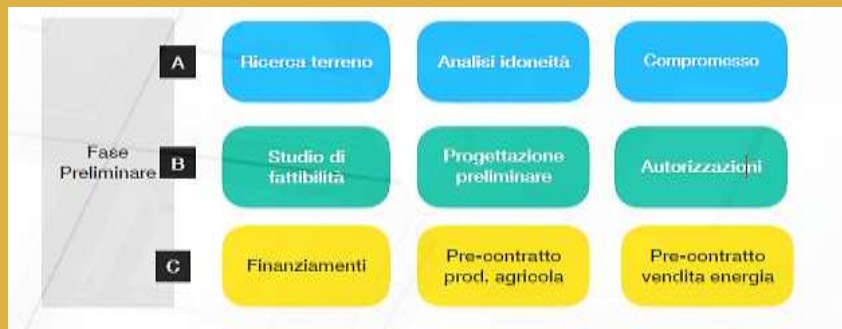 A
Ricerca terreno
Analisi idoneità
Compromesso
Fase
Preliminare
B
Studio di
fattibilità
Progettazione
preliminare
Autorizzazioni
C
Finanziamenti
Pre-contratto
prod. agricola
Pre-contratto
vendita energia